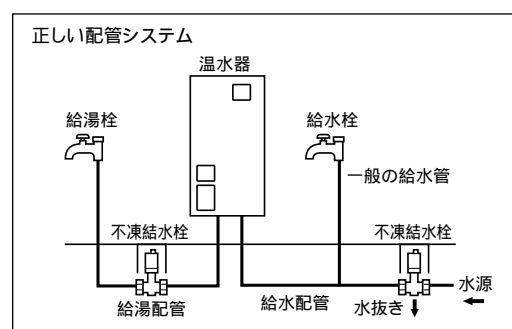 正しい配管システム
温水器
給湯栓
給水栓
一般の給水管
不凍結水栓
不凍結水栓
水源
給湯配管
給水配管
水抜き